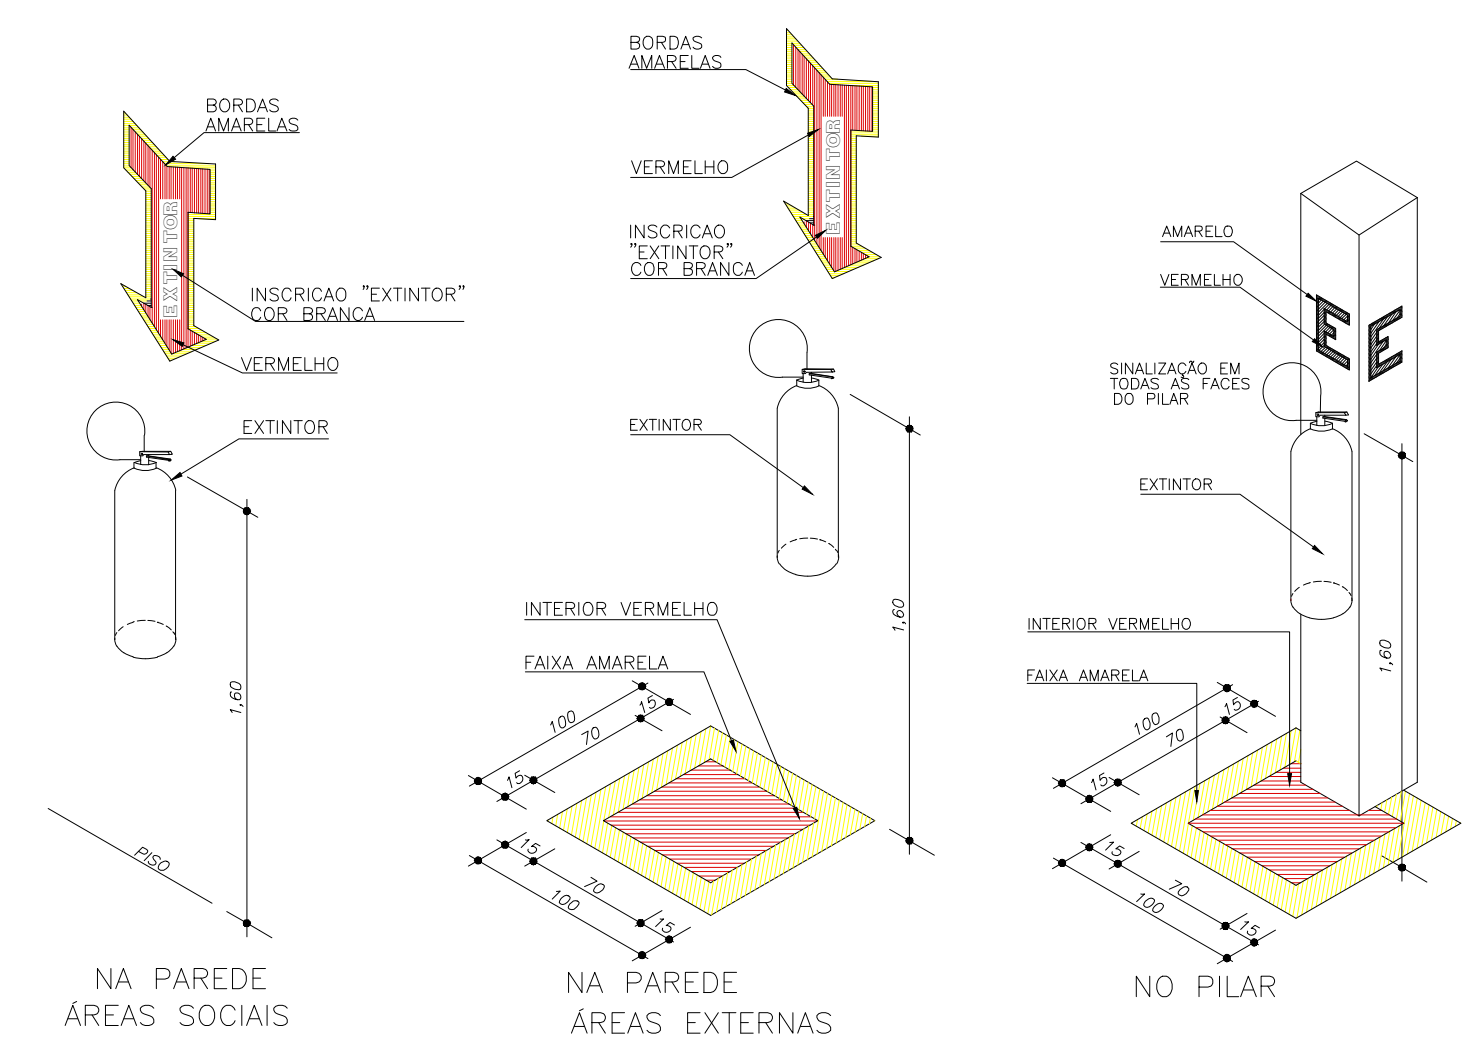 BORDAS
AMARELAS
EXTINTOR
INSCRICAO "EXTINTOR"
COR BRANCA
VERMELHO
EXTINTOR
1,60
PISO
NA PAREDE
ÁREAS SOCIAIS
BORDAS
AMARELAS
VERMELHO
EXTINTOR
INSCRICAO
"EXTINTOR"
COR BRANCA
EXTINTOR
1,60
INTERIOR VERMELHO
FAIXA AMARELA
100
15
70
15
15
70
100
15
NA PAREDE
ÁREAS EXTERNAS
AMARELO
VERMELHO
E E
SINALIZAÇÃO EM
TODAS AS FACES
DO PILAR
EXTINTOR
1,60
INTERIOR VERMELHO
FAIXA AMARELA
100
15
70
15
15
70
100
15
NO PILAR